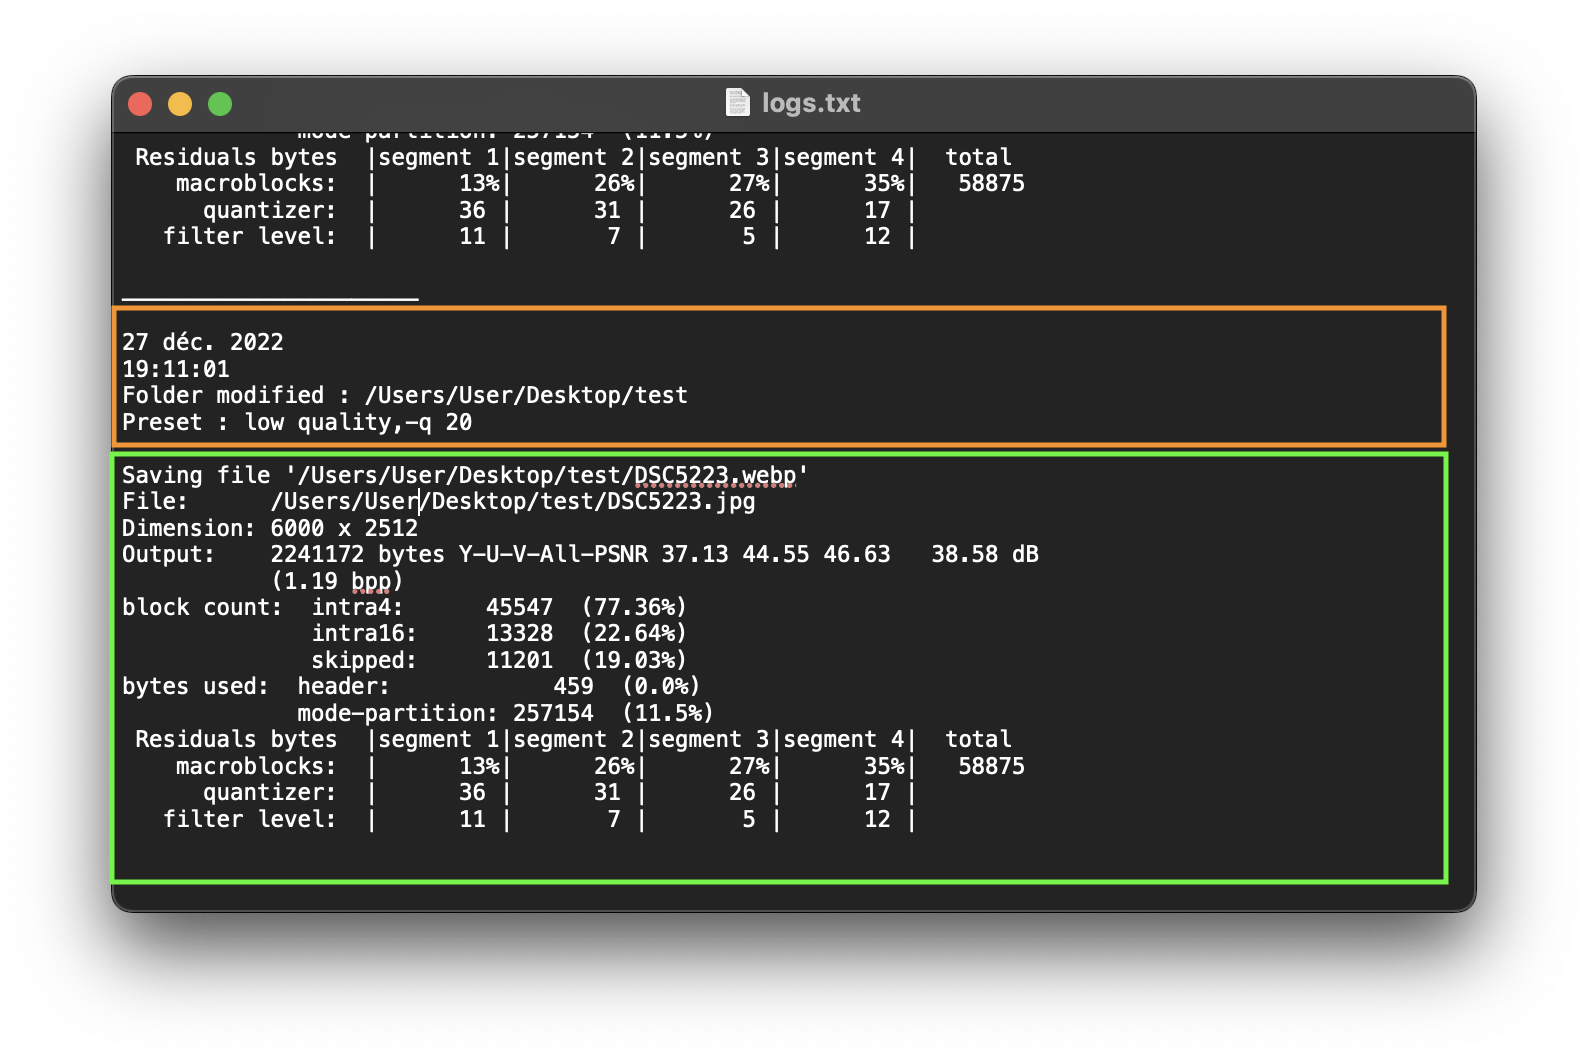 logs.txt
mode-partition: 257154  (11.5%)
 Residuals bytes  |segment 1|segment 2|segment 3|segment 4|  total
    macroblocks:  |      13%|      26%|      27%|      35%|   58875
      quantizer:  |      36 |      31 |      26 |      17 |
   filter level:  |      11 |       7 |       5 |      12 |
______________________
27 déc. 2022
19:11:01
Folder modified : /Users/User/Desktop/test
Preset : low quality,-q 20
Saving file '/Users/User/Desktop/test/DSC5223.webp'
File:      /Users/User/Desktop/test/DSC5223.jpg
Dimension: 6000 x 2512
Output:    2241172 bytes Y-U-V-All-PSNR 37.13 44.55 46.63   38.58 dB
           (1.19 bpp)
block count:  intra4:      45547  (77.36%)
              intra16:     13328  (22.64%)
              skipped:     11201  (19.03%)
bytes used:  header:            459  (0.0%)
             mode-partition: 257154  (11.5%)
 Residuals bytes  |segment 1|segment 2|segment 3|segment 4|  total
    macroblocks:  |      13%|      26%|      27%|      35%|   58875
      quantizer:  |      36 |      31 |      26 |      17 |
   filter level:  |      11 |       7 |       5 |      12 |